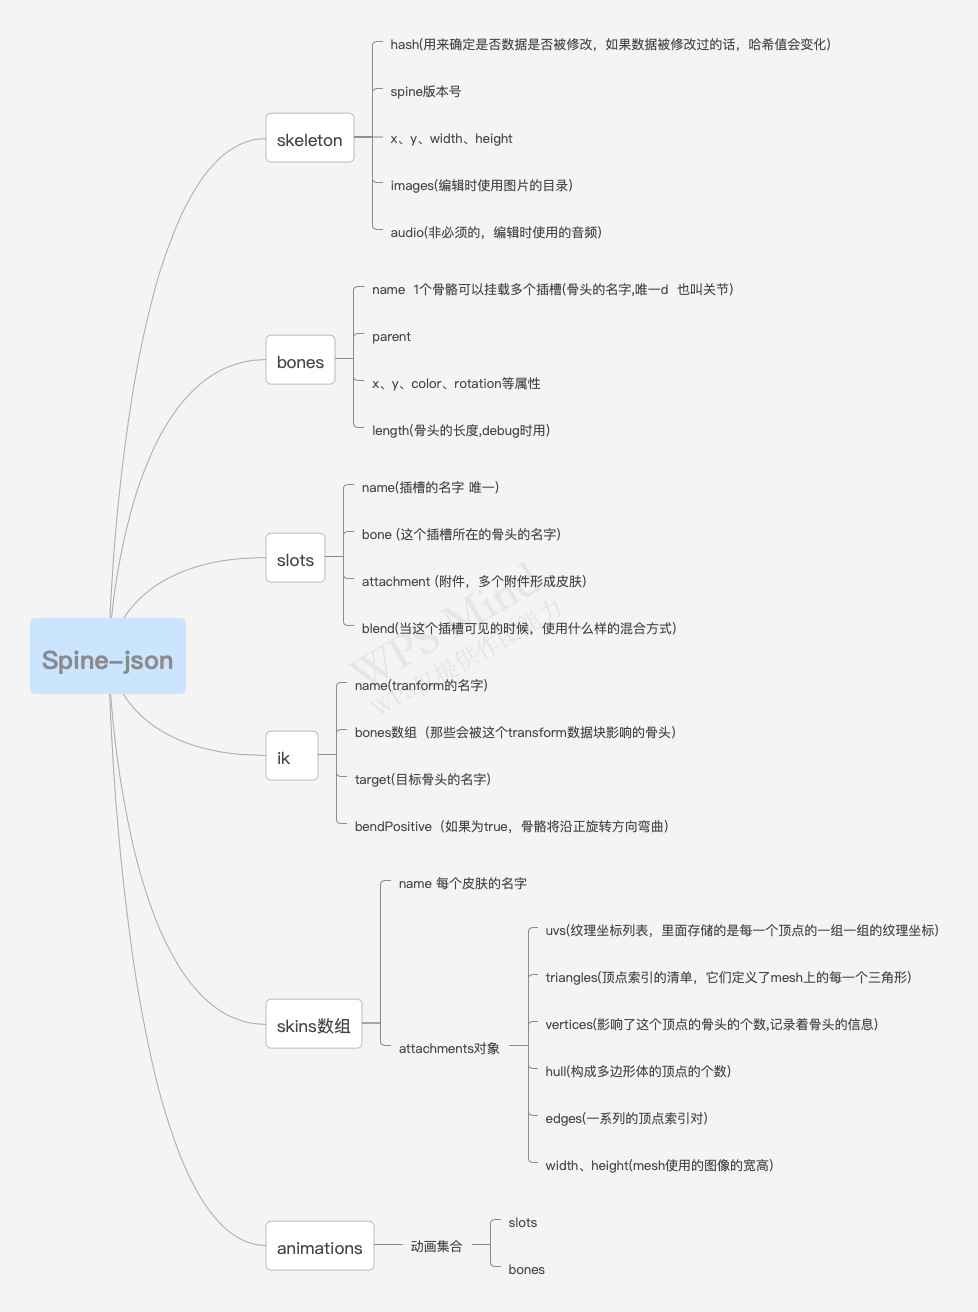 Spine-json
skeleton
hash(用来确定是否数据是否被修改，如果数据被修改过的话，哈希值会变化)
spine版本号
x、y、width、height
images(编辑时使用图片的目录)
audio(非必须的，编辑时使用的音频)
bones
name 1个骨骼可以挂载多个插槽(骨头的名字,唯一d 也叫关节)
parent
x、y、color、rotation等属性
length(骨头的长度,debug时用)
slots
name(插槽的名字 唯一)
bone (这个插槽所在的骨头的名字)
attachment (附件，多个附件形成皮肤)
blend(当这个插槽可见的时候，使用什么样的混合方式)
ik
name(tranform的名字)
bones数组（那些会被这个transform数据块影响的骨头)
target(目标骨头的名字)
bendPositive（如果为true，骨骼将沿正旋转方向弯曲)
skins数组
name 每个皮肤的名字
attachments对象
uvs(纹理坐标列表，里面存储的是每一个顶点的一组一组的纹理坐标)
triangles(顶点索引的清单，它们定义了mesh上的每一个三角形)
vertices(影响了这个顶点的骨头的个数,记录着骨头的信息)
hull(构成多边形体的顶点的个数)
edges(一系列的顶点索引对)
width、height(mesh使用的图像的宽高)
animations
动画集合
slots
bones
WPS Mind
WPS仅提供作图能力